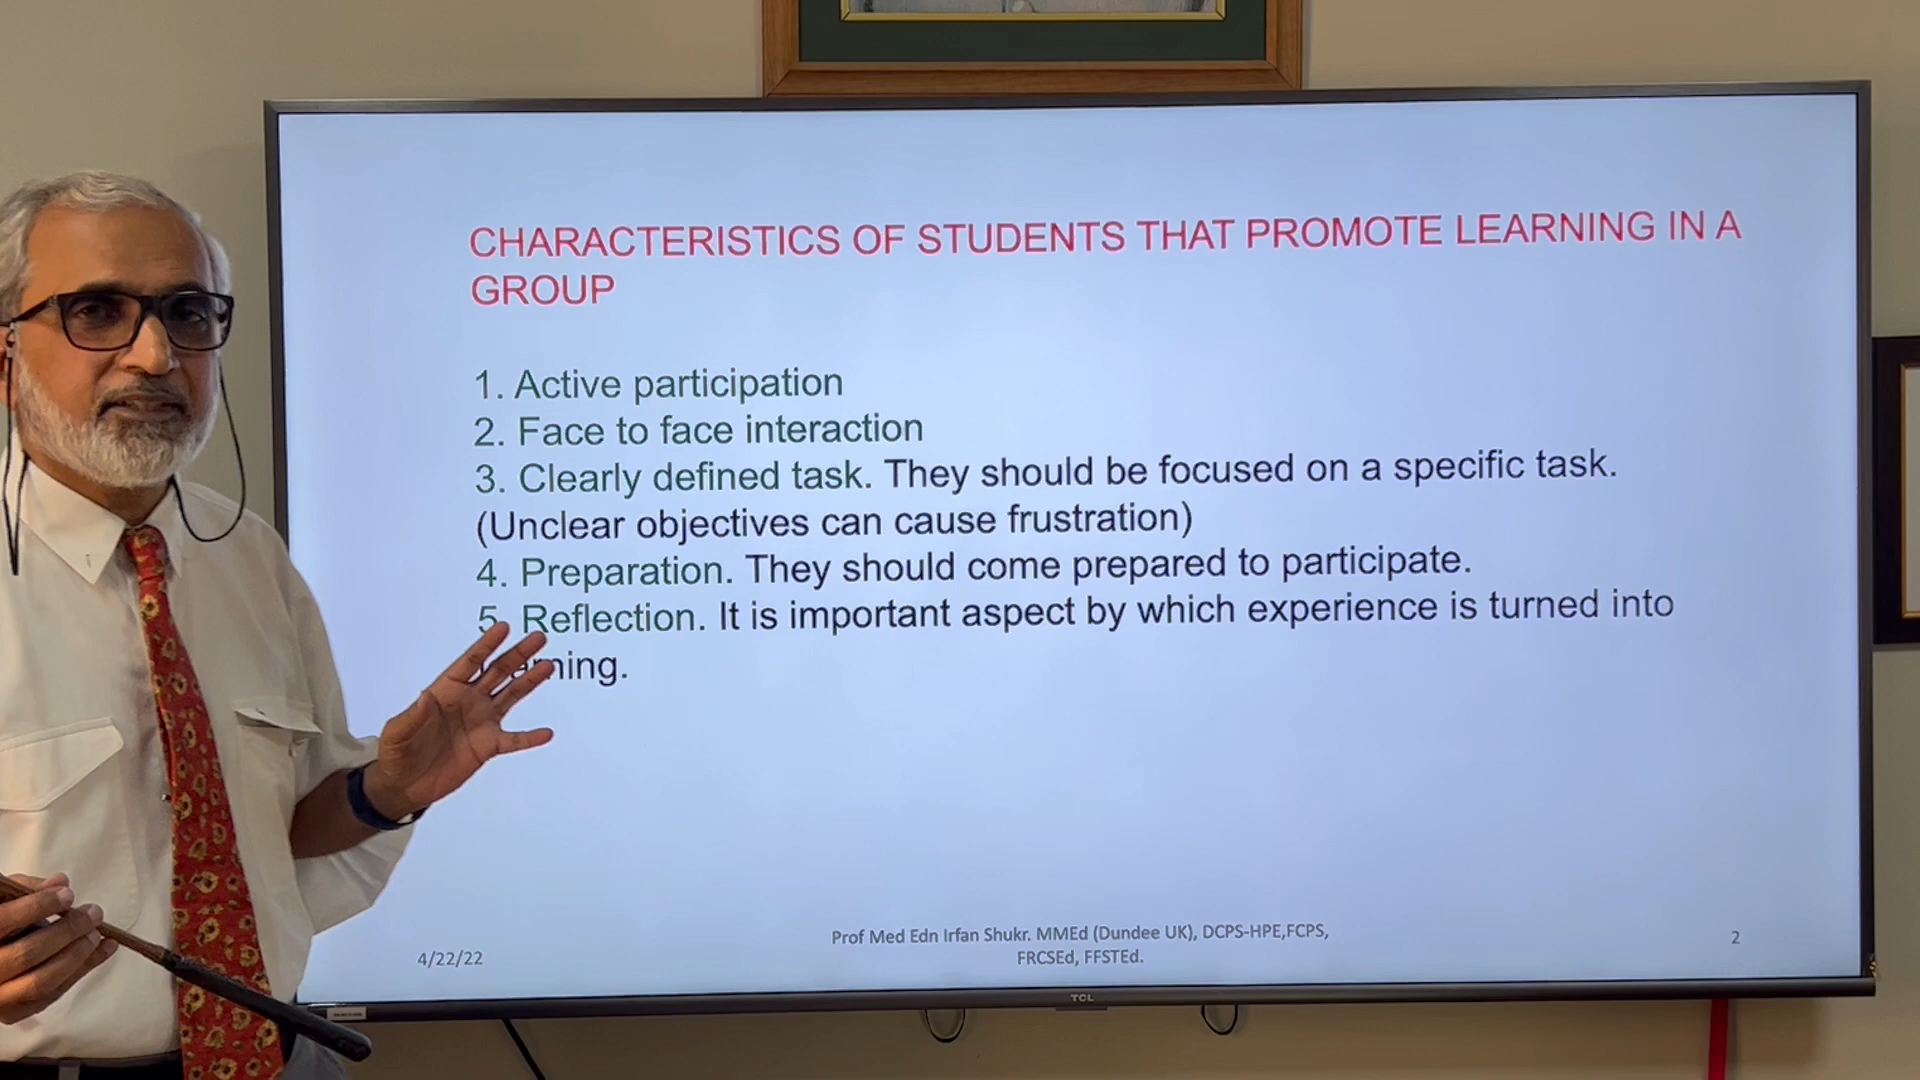 CHARACTERISTICS OF STUDENTS THAT PROMOTE LEARNING IN A
GROUP
1. Active participation
2. Face to face interaction
3. Clearly defined task. They should be focused on a specific task.
(Unclear objectives can cause frustration)
4. Preparation. They should come prepared to participate.
5. Reflection. It is important aspect by which experience is turned into
learning.
4/22/22
Prof Med Edn Irfan Shukr. MMEd (Dundee UK), DCPS-HPE,FCPS,
FRCSEd, FFSTEd.
2
TCL